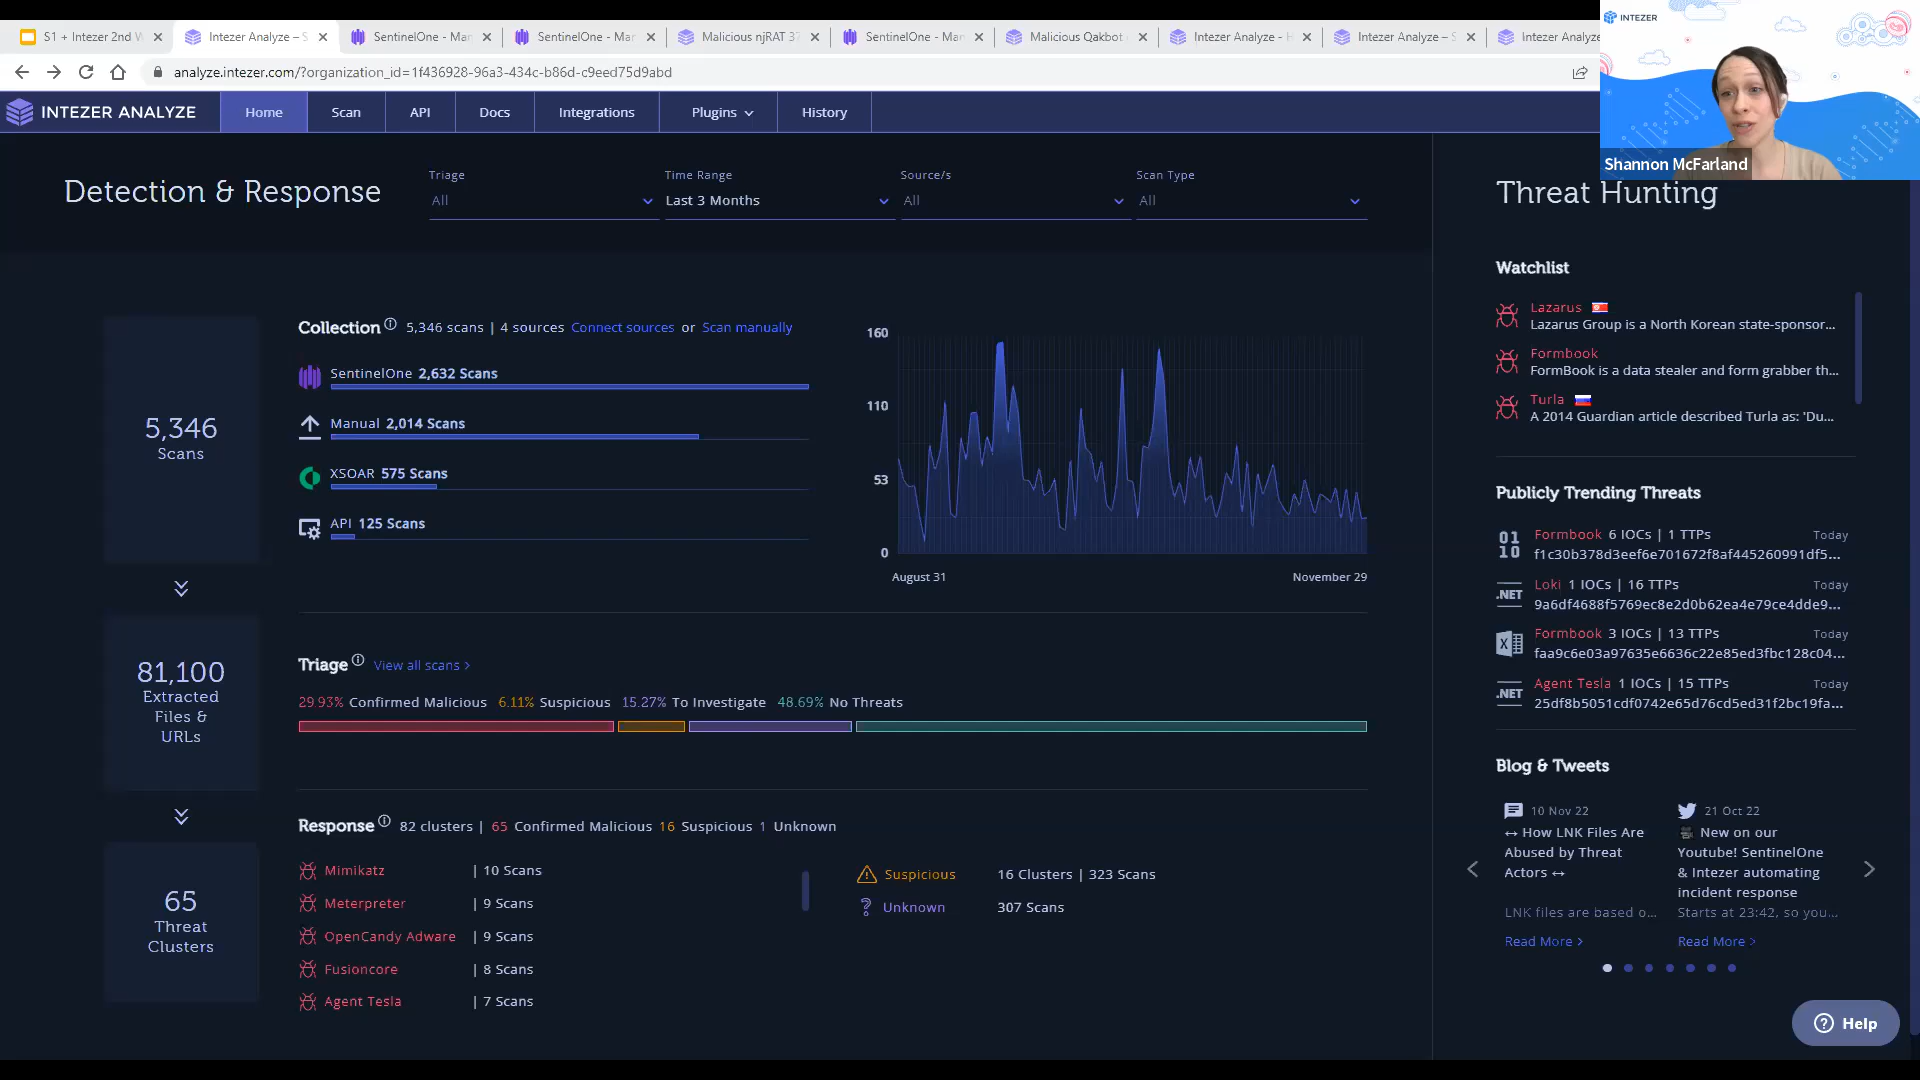 S1 + Intezer 2nd W
Intezer Analyze – S
SentinelOne - Man
SentinelOne - Man
Malicious njRAT 37
SentinelOne - Man
Malicious Qakbot
Intezer Analyze - H
Intezer Analyze – S
Intezer Analyze
analyze.intezer.com/?organization_id=1f436928-96a3-434c-b86d-c9eed75d9abd
INTEZER
Shannon McFarland
INTEZER ANALYZE
Home
Scan
API
Docs
Integrations
Plugins
History
Detection & Response
Triage
All
Time Range
Last 3 Months
Source/s
All
Scan Type
All
5,346
Scans
81,100
Extracted
Files &
URLs
65
Threat
Clusters
Collection 5,346 scans | 4 sources Connect sources or Scan manually
SentinelOne 2,632 Scans
Manual 2,014 Scans
XSOAR 575 Scans
API 125 Scans
160
110
53
0
August 31
November 29
Triage View all scans >
29.93% Confirmed Malicious 6.11% Suspicious 15.27% To Investigate 48.69% No Threats
Response 82 clusters | 65 Confirmed Malicious 16 Suspicious 1 Unknown
Mimikatz | 10 Scans
Meterpreter | 9 Scans
OpenCandy Adware | 9 Scans
Fusioncore | 8 Scans
Agent Tesla | 7 Scans
Suspicious 16 Clusters | 323 Scans
? Unknown 307 Scans
Threat Hunting
Watchlist
Lazarus
Lazarus Group is a North Korean state-sponsor...
Formbook
FormBook is a data stealer and form grabber th...
Turla
A 2014 Guardian article described Turla as: 'Du...
Publicly Trending Threats
01
10
Formbook 6 IOCs | 1 TTPs Today
f1c30b378d3eef6e701672f8af445260991df5...
.NET
Loki 1 IOCs | 16 TTPs Today
9a6df4688f5769ec8e2d0b62ea4e79ce4dde9...
X
Formbook 3 IOCs | 13 TTPs Today
faa9c6e03a97635e6636c22e85ed3fbc128c04...
.NET
Agent Tesla 1 IOCs | 15 TTPs Today
25df8b5051cdf0742e65d76cd5ed31f2bc19fa...
Blog & Tweets
10 Nov 22
↔ How LNK Files Are
Abused by Threat
Actors ↔
LNK files are based o...
Read More >
21 Oct 22
New on our
Youtube! SentinelOne
& Intezer automating
incident response
Starts at 23:42, so you...
Read More >
? Help